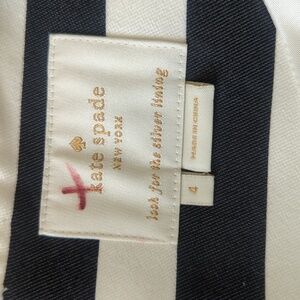 kate spade
NEW YORK
look for the silver lining
4
MADE IN CHINA